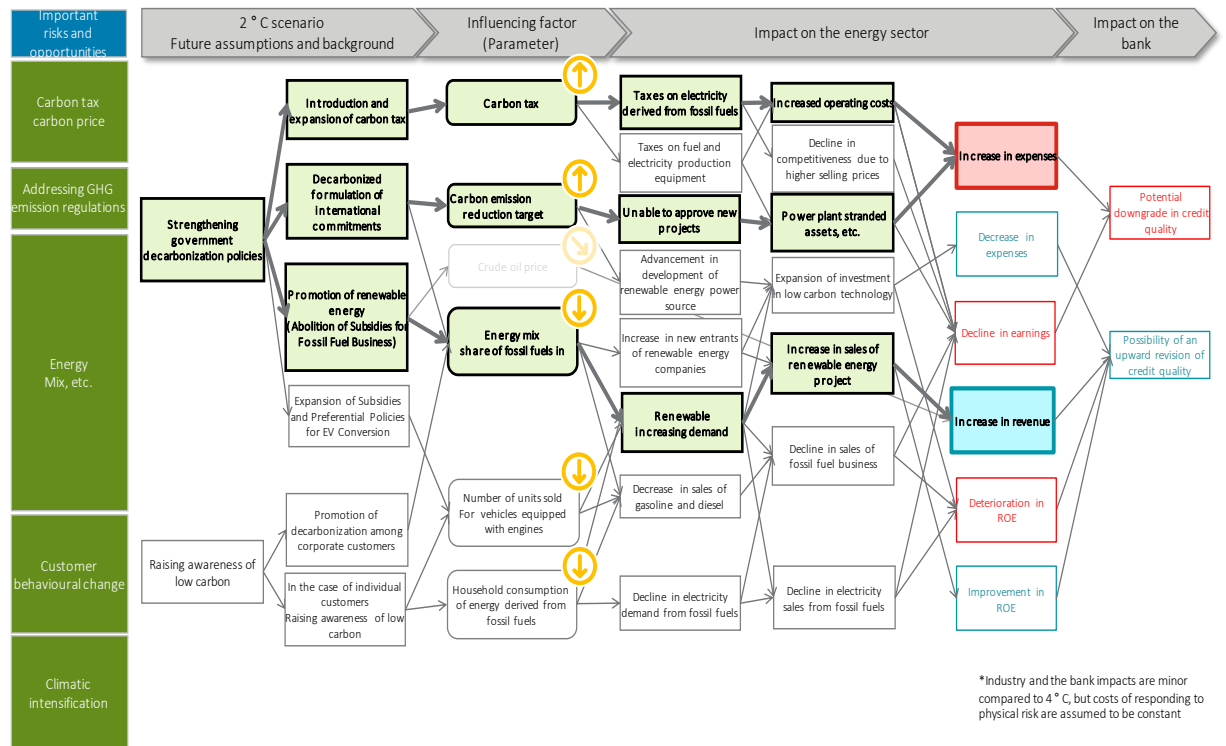 Important
risks and
opportunities
2 ° C scenario
Future assumptions and background
Influencing factor
(Parameter)
Impact on the energy sector
Impact on the
bank
Carbon tax
carbon price
Addressing GHG
emission regulations
Energy
Mix, etc.
Customer
behavioural change
Climatic
intensification
Strengthening
government
decarbonization policies
Raising awareness of
low carbon
Introduction and
expansion of carbon tax
Decarbonized
formulation of
international
commitments
Promotion of renewable
energy
(Abolition of Subsidies for
Fossil Fuel Business)
Expansion of Subsidies
and Preferential Policies
for EV Conversion
Promotion of
decarbonization among
corporate customers
In the case of individual
customers
Raising awareness of low
carbon
Carbon tax
Carbon emission
reduction target
Crude oil price
Energy mix
share of fossil fuels in
Number of units sold
For vehicles equipped
with engines
Household consumption
of energy derived from
fossil fuels
Taxes on electricity
derived from fossil fuels
Taxes on fuel and
electricity production
equipment
Unable to approve new
projects
Advancement in
development of
renewable energy power
source
Increase in new entrants
of renewable energy
companies
Renewable
increasing demand
Decrease in sales of
gasoline and diesel
Decline in electricity
demand from fossil fuels
Increased operating costs
Decline in
competitiveness due to
higher selling prices
Power plant stranded
assets, etc.
Expansion of investment
in low carbon technology
Increase in sales of
renewable energy
project
Decline in sales of
fossil fuel business
Decline in electricity
sales from fossil fuels
Increase in expenses
Decrease in
expenses
Decline in earnings
Increase in revenue
Deterioration in
ROE
Improvement in
ROE
Potential
downgrade in credit
quality
Possibility of an
upward revision of
credit quality
*Industry and the bank impacts are minor
compared to 4 ° C, but costs of responding to
physical risk are assumed to be constant